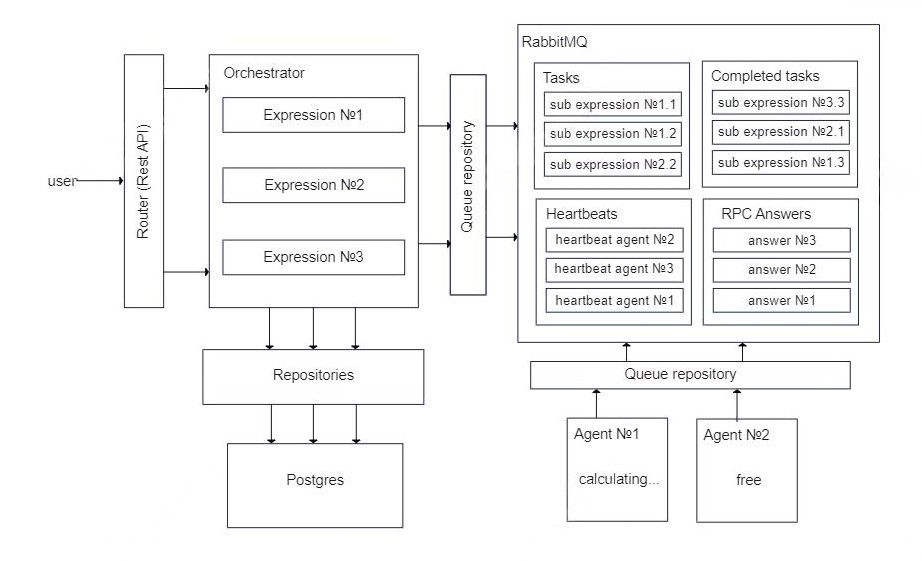 user
Router (Rest API)
Orchestrator
Expression №1
Expression №2
Expression №3
Queue repository
RabbitMQ
Tasks
sub expression №1.1
sub expression №1.2
sub expression №2.2
Completed tasks
sub expression №3.3
sub expression №2.1
sub expression №1.3
Heartbeats
heartbeat agent №2
heartbeat agent №3
heartbeat agent №1
RPC Answers
answer №3
answer №2
answer №1
Repositories
Postgres
Queue repository
Agent №1
calculating...
Agent №2
free